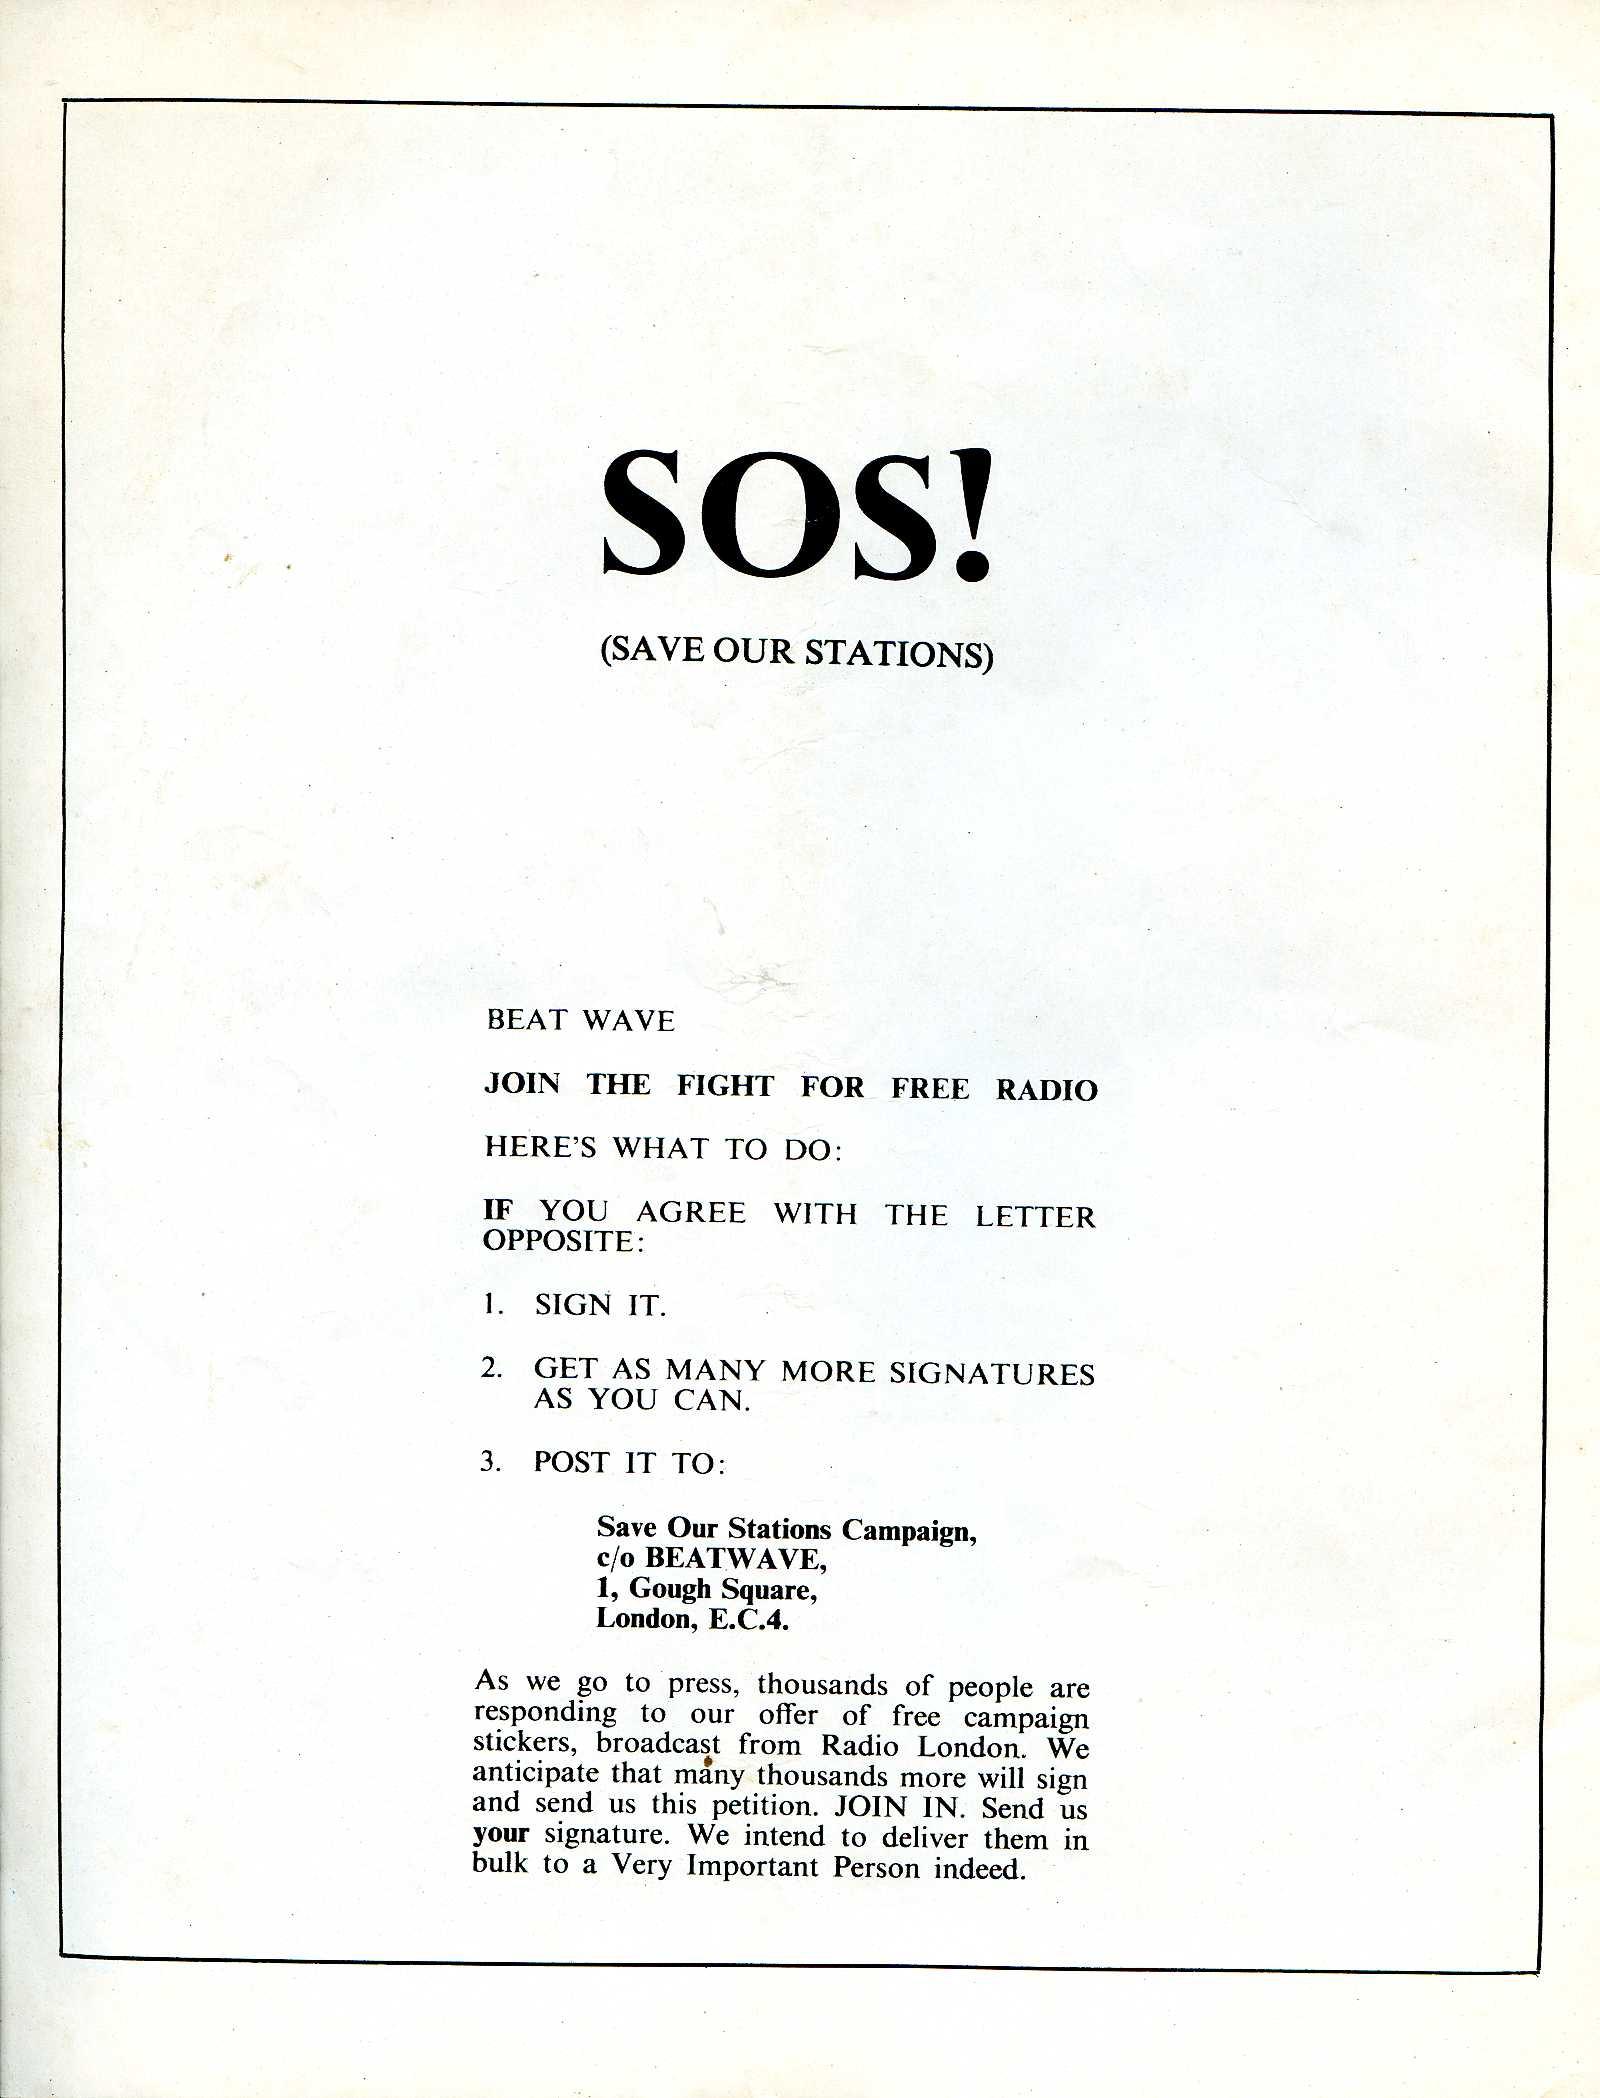 SOS!
(SAVE OUR STATIONS)
BEAT WAVE
JOIN THE FIGHT FOR FREE RADIO
HERE'S WHAT TO DO:
IF YOU AGREE WITH THE LETTER
OPPOSITE:
1. SIGN IT.
2. GET AS MANY MORE SIGNATURES
AS YOU CAN.
3. POST IT TO:
Save Our Stations Campaign,
c/o BEATWAVE,
1, Gough Square,
London, E.C.4.
As we go to press, thousands of people are
responding to our offer of free campaign
stickers, broadcast from Radio London. We
anticipate that many thousands more will sign
and send us this petition. JOIN IN. Send us
your signature. We intend to deliver them in
bulk to a Very Important Person indeed.